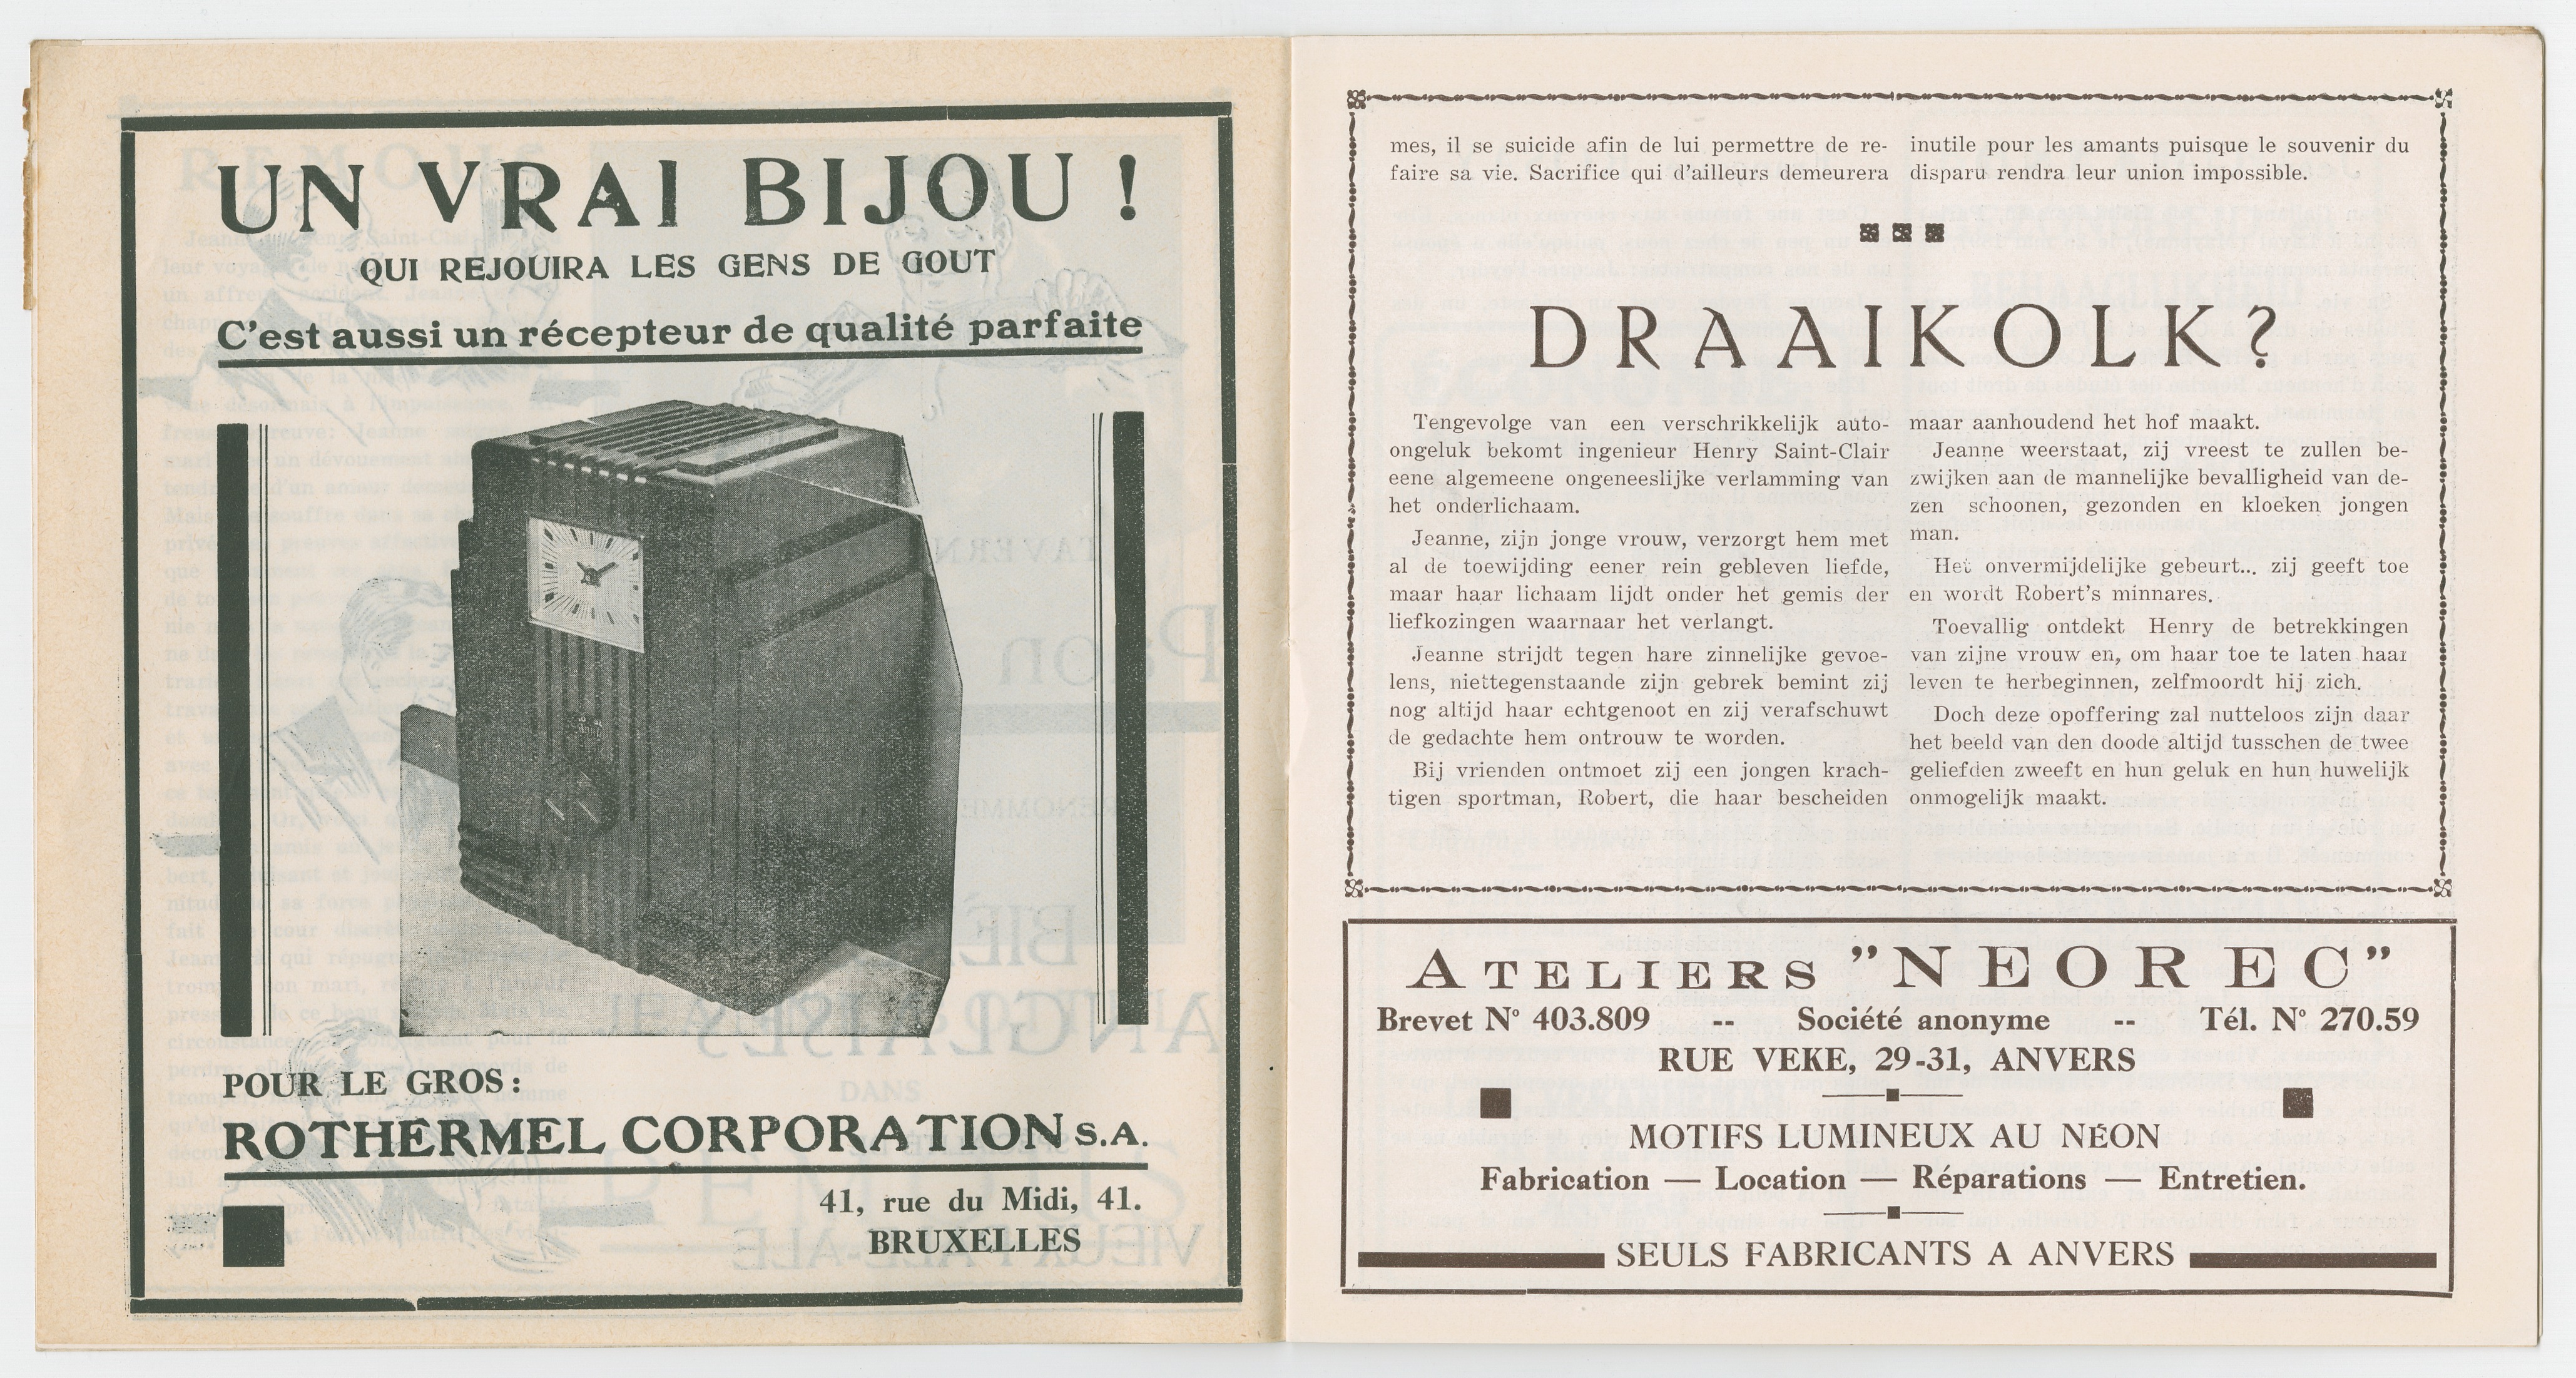 UN VRAI BIJOU !
QUI REJOUIRA LES GENS DE GOUT
C'est aussi un récepteur de qualité parfaite
POUR LE GROS :
ROTHERMEL CORPORATION S.A.
41, rue du Midi, 41.
BRUXELLES
mes, il se suicide afin de lui permettre de re-
faire sa vie. Sacrifice qui d'ailleurs demeurera
inutile pour les amants puisque le souvenir du
disparu rendra leur union impossible.
DRAAIKOLK?
Tengevolge van een verschrikkelijk auto-
ongeluk bekomt ingenieur Henry Saint-Clair
eene algemeene ongeneeslijke verlamming van
het onderlichaam.
Jeanne, zijn jonge vrouw, verzorgt hem met
al de toewijding eener rein gebleven liefde,
maar haar lichaam lijdt onder het gemis der
liefkozingen waarnaar het verlangt.
Jeanne strijdt tegen hare zinnelijke gevoe-
lens, niettegenstaande zijn gebrek bemint zij
nog altijd haar echtgenoot en zij verafschuwt
de gedachte hem ontrouw te worden.
Bij vrienden ontmoet zij een jongen krach-
tigen sportman, Robert, die haar bescheiden
maar aanhoudend het hof maakt.
Jeanne weerstaat, zij vreest te zullen be-
zwijken aan de mannelijke bevalligheid van de-
zen schoonen, gezonden en kloeken jongen
man.
Het onvermijdelijke gebeurt... zij geeft toe
en wordt Robert's minnares.
Toevallig ontdekt Henry de betrekkingen
van zijne vrouw en, om haar toe te laten haar
leven te herbeginnen, zelfmoordt hij zich.
Doch deze opoffering zal nutteloos zijn daar
het beeld van den doode altijd tusschen de twee
geliefden zweeft en hun geluk en hun huwelijk
onmogelijk maakt.
ATELIERS "NEOREC"
Brevet N° 403.809 -- Société anonyme -- Tél. N° 270.59
RUE VEKE, 29-31, ANVERS
MOTIFS LUMINEUX AU NÉON
Fabrication — Location — Réparations — Entretien.
SEULS FABRICANTS A ANVERS